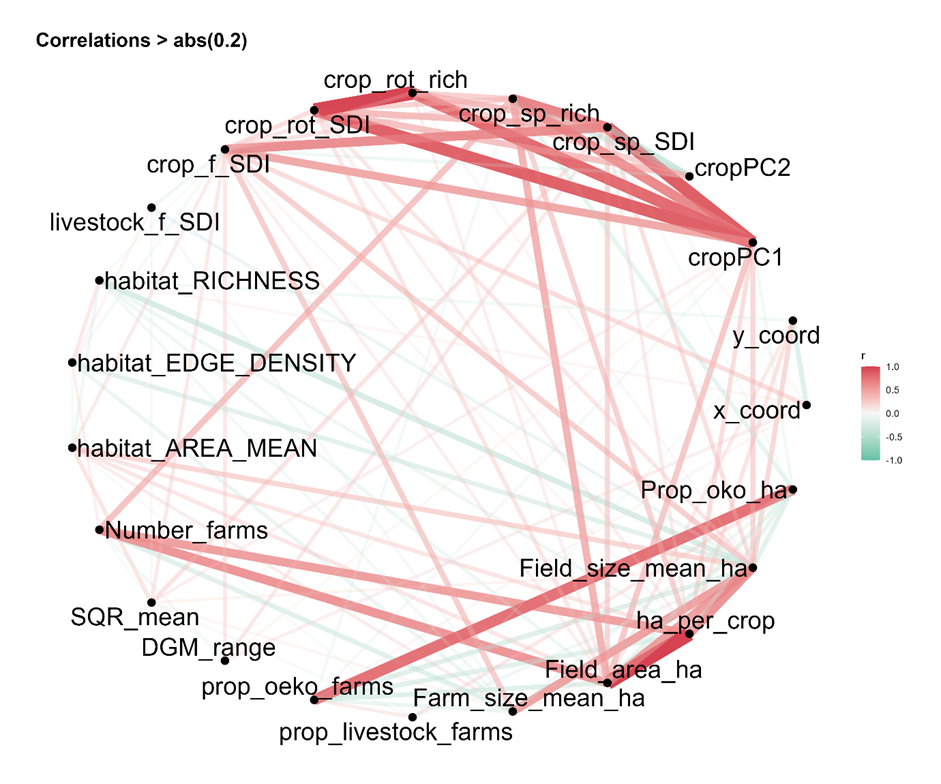 Correlations > abs(0.2)
crop_rot_rich
crop_sp_rich
crop_rot_SDI
crop_sp_SDI
crop_f_SDI
cropPC2
livestock_f_SDI
cropPC1
habitat_RICHNESS
y_coord
habitat_EDGE_DENSITY
r
1.0
0.5
0.0
-0.5
-1.0
x_coord
habitat_AREA_MEAN
Prop_oko_ha
Number_farms
Field_size_mean_ha
SQR_mean
ha_per_crop
DGM_range
Field_area_ha
prop_oeko_farms
Farm_size_mean_ha
prop_livestock_farms